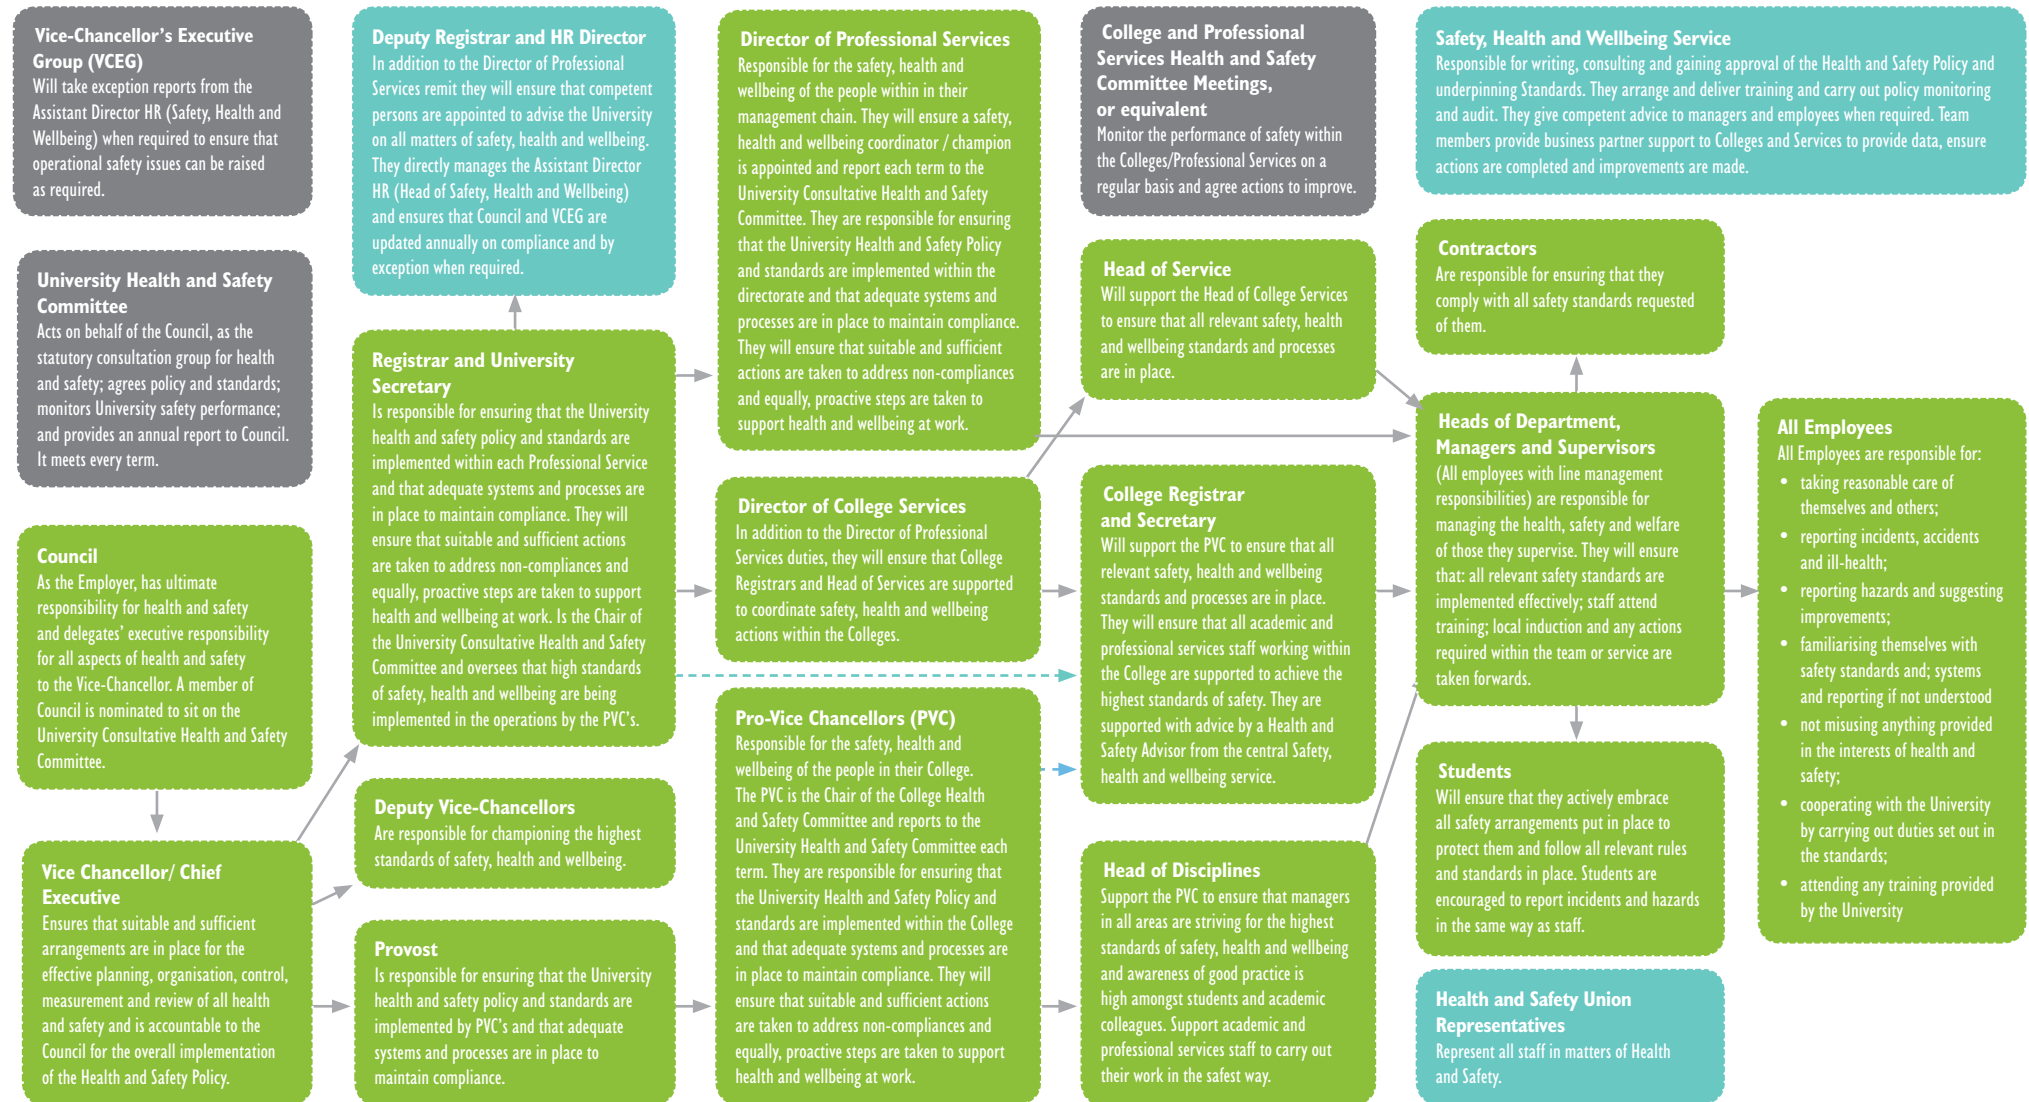 Vice-Chancellor's Executive
Group (VCEG)
Will take exception reports from the
Assistant Director HR (Safety, Health and
Wellbeing) when required to ensure that
operational safety issues can be raised
as required.
University Health and Safety
Committee
Acts on behalf of the Council, as the
statutory consultation group for health
and safety; agrees policy and standards;
monitors University safety performance;
and provides an annual report to Council.
It meets every term.
Council
As the Employer, has ultimate
responsibility for health and safety
and delegates' executive responsibility
for all aspects of health and safety
to the Vice-Chancellor. A member of
Council is nominated to sit on the
University Consultative Health and Safety
Committee.
Vice Chancellor/ Chief
Executive
Ensures that suitable and sufficient
arrangements are in place for the
effective planning, organisation, control,
measurement and review of all health
and safety and is accountable to the
Council for the overall implementation
of the Health and Safety Policy.
Deputy Registrar and HR Director
In addition to the Director of Professional
Services remit they will ensure that competent
persons are appointed to advise the University
on all matters of safety, health and wellbeing.
They directly manages the Assistant Director
HR (Head of Safety, Health and Wellbeing)
and ensures that Council and VCEG are
updated annually on compliance and by
exception when required.
Registrar and University
Secretary
Is responsible for ensuring that the University
health and safety policy and standards are
implemented within each Professional Service
and that adequate systems and processes are
in place to maintain compliance. They will
ensure that suitable and sufficient actions
are taken to address non-compliances and
equally, proactive steps are taken to support
health and wellbeing at work. Is the Chair of
the University Consultative Health and Safety
Committee and oversees that high standards
of safety, health and wellbeing are being
implemented in the operations by the PVC's.
Deputy Vice-Chancellors
Are responsible for championing the highest
standards of safety, health and wellbeing.
Provost
Is responsible for ensuring that the University
health and safety policy and standards are
implemented by PVC's and that adequate
systems and processes are in place to
maintain compliance.
Director of Professional Services
Responsible for the safety, health and
wellbeing of the people within in their
management chain. They will ensure a safety,
health and wellbeing coordinator / champion
is appointed and report each term to the
University Consultative Health and Safety
Committee. They are responsible for ensuring
that the University Health and Safety Policy
and standards are implemented within the
directorate and that adequate systems and
processes are in place to maintain compliance.
They will ensure that suitable and sufficient
actions are taken to address non-compliances
and equally, proactive steps are taken to
support health and wellbeing at work.
Director of College Services
In addition to the Director of Professional
Services duties, they will ensure that College
Registrars and Head of Services are supported
to coordinate safety, health and wellbeing
actions within the Colleges.
Pro-Vice Chancellors (PVC)
Responsible for the safety, health and
wellbeing of the people in their College.
The PVC is the Chair of the College Health
and Safety Committee and reports to the
University Health and Safety Committee each
term. They are responsible for ensuring that
the University Health and Safety Policy and
standards are implemented within the College
and that adequate systems and processes are
in place to maintain compliance. They will
ensure that suitable and sufficient actions
are taken to address non-compliances and
equally, proactive steps are taken to support
health and wellbeing at work.
College and Professional
Services Health and Safety
Committee Meetings,
or equivalent
Monitor the performance of safety within
the Colleges/Professional Services on a
regular basis and agree actions to improve.
Head of Service
Will support the Head of College Services
to ensure that all relevant safety, health
and wellbeing standards and processes
are in place.
College Registrar
and Secretary
Will support the PVC to ensure that all
relevant safety, health and wellbeing
standards and processes are in place.
They will ensure that all academic and
professional services staff working within
the College are supported to achieve the
highest standards of safety. They are
supported with advice by a Health and
Safety Advisor from the central Safety,
health and wellbeing service.
Head of Disciplines
Support the PVC to ensure that managers
in all areas are striving for the highest
standards of safety, health and wellbeing
and awareness of good practice is
high amongst students and academic
colleagues. Support academic and
professional services staff to carry out
their work in the safest way.
Safety, Health and Wellbeing Service
Responsible for writing, consulting and gaining approval of the Health and Safety Policy and
underpinning Standards. They arrange and deliver training and carry out policy monitoring
and audit. They give competent advice to managers and employees when required. Team
members provide business partner support to Colleges and Services to provide data, ensure
actions are completed and improvements are made.
Contractors
Are responsible for ensuring that they
comply with all safety standards requested
of them.
Heads of Department,
Managers and Supervisors
(All employees with line management
responsibilities) are responsible for
managing the health, safety and welfare
of those they supervise. They will ensure
that: all relevant safety standards are
implemented effectively; staff attend
training; local induction and any actions
required within the team or service are
taken forwards.
Students
Will ensure that they actively embrace
all safety arrangements put in place to
protect them and follow all relevant rules
and standards in place. Students are
encouraged to report incidents and hazards
in the same way as staff.
Health and Safety Union
Representatives
Represent all staff in matters of Health
and Safety.
All Employees
All Employees are responsible for:
• taking reasonable care of
themselves and others;
• reporting incidents, accidents
and ill-health;
• reporting hazards and suggesting
improvements;
• familiarising themselves with
safety standards and; systems
and reporting if not understood
• not misusing anything provided
in the interests of health and
safety;
• cooperating with the University
by carrying out duties set out in
the standards;
• attending any training provided
by the University